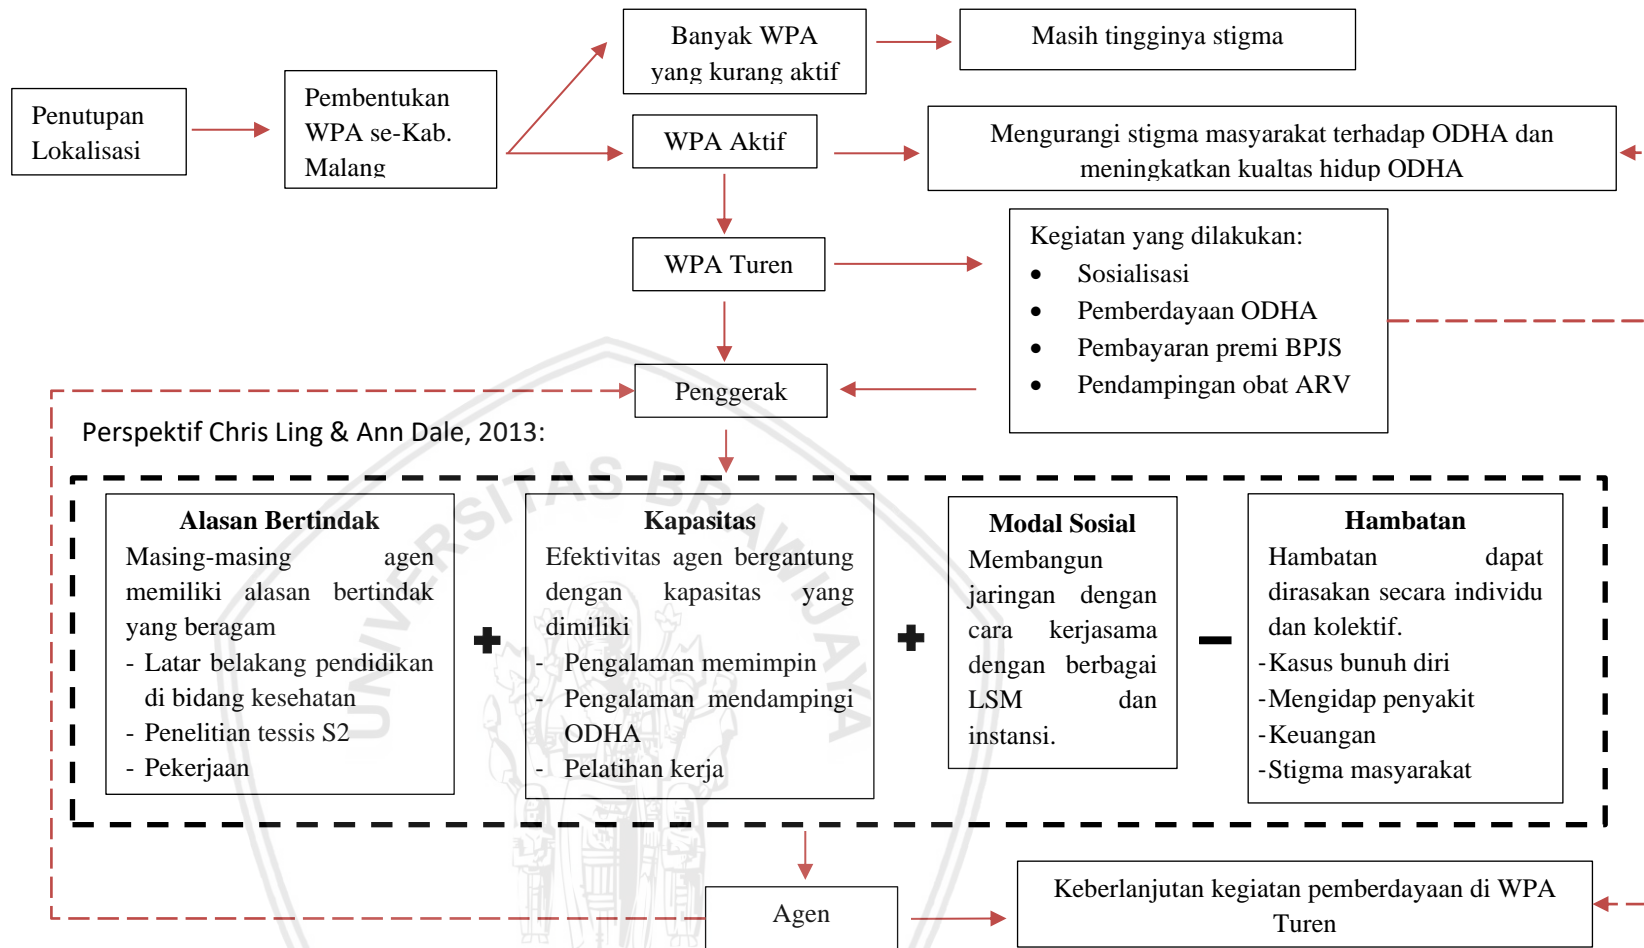 Banyak WPA
yang kurang aktif
Masih tingginya stigma
Penutupan
Lokalisasi
Pembentukan
WPA se-Kab.
Malang
WPA Aktif
Mengurangi stigma masyarakat terhadap ODHA dan
meningkatkan kualtas hidup ODHA
WPA Turen
Kegiatan yang dilakukan:
• Sosialisasi
• Pemberdayaan ODHA
• Pembayaran premi BPJS
• Pendampingan obat ARV
Penggerak
Perspektif Chris Ling & Ann Dale, 2013:
Alasan Bertindak
Masing-masing agen
memiliki alasan bertindak
yang beragam
- Latar belakang pendidikan
di bidang kesehatan
- Penelitian tessis S2
- Pekerjaan
+
Kapasitas
Efektivitas agen bergantung
dengan kapasitas yang
dimiliki
- Pengalaman memimpin
- Pengalaman mendampingi
ODHA
- Pelatihan kerja
+
Modal Sosial
Membangun
jaringan dengan
cara kerjasama
dengan berbagai
LSM dan
instansi.
−
Hambatan
Hambatan dapat
dirasakan secara individu
dan kolektif.
-Kasus bunuh diri
-Mengidap penyakit
-Keuangan
-Stigma masyarakat
Agen
Keberlanjutan kegiatan pemberdayaan di WPA
Turen
UNIVERSITAS BRAWIJAYA